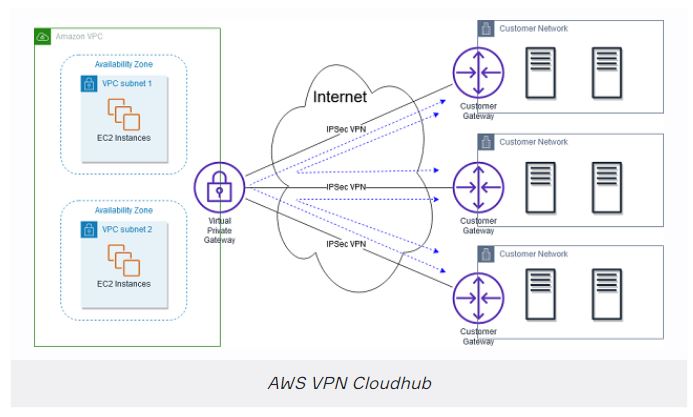 Amazon VPC
Availability Zone
VPC subnet 1
EC2 Instances
Availability Zone
VPC subnet 2
EC2 Instances
Virtual
Private
Gateway
Internet
IPSec VPN
IPSec VPN
IPSec VPN
Customer Network
Customer
Gateway
Customer Network
Customer
Gateway
Customer Network
Customer
Gateway
AWS VPN Cloudhub